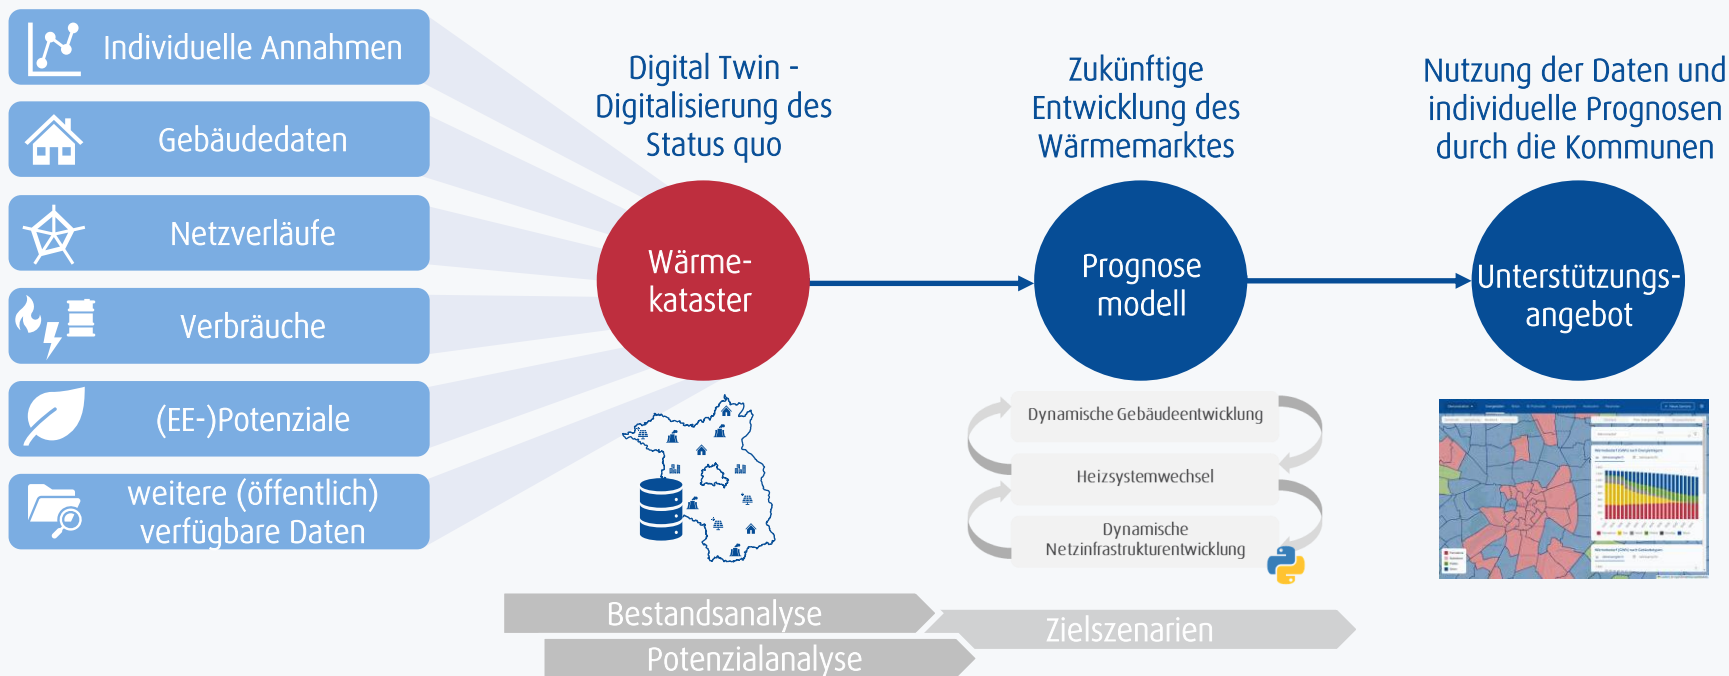 Individuelle Annahmen
Gebäudedaten
Netzverläufe
Verbräuche
(EE-)Potenziale
weitere (öffentlich)
verfügbare Daten
Digital Twin -
Digitalisierung des
Status quo
Wärme-
kataster
Zukünftige
Entwicklung des
Wärmemarktes
Prognose
modell
Dynamische Gebäudeentwicklung
Heizsystemwechsel
Dynamische
Netzinfrastrukturentwicklung
Nutzung der Daten und
individuelle Prognosen
durch die Kommunen
Unterstützungs-
angebot
Bestandsanalyse
Potenzialanalyse
Zielszenarien